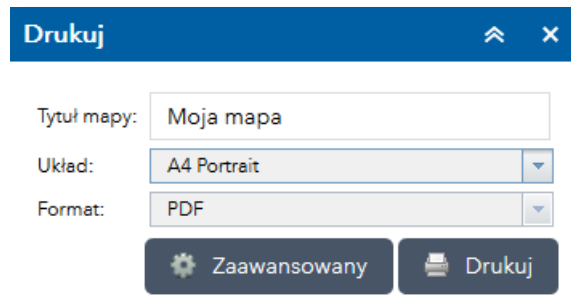 Drukuj
Tytuł mapy: Moja mapa
Układ: A4 Portrait
Format: PDF
Zaawansowany Drukuj